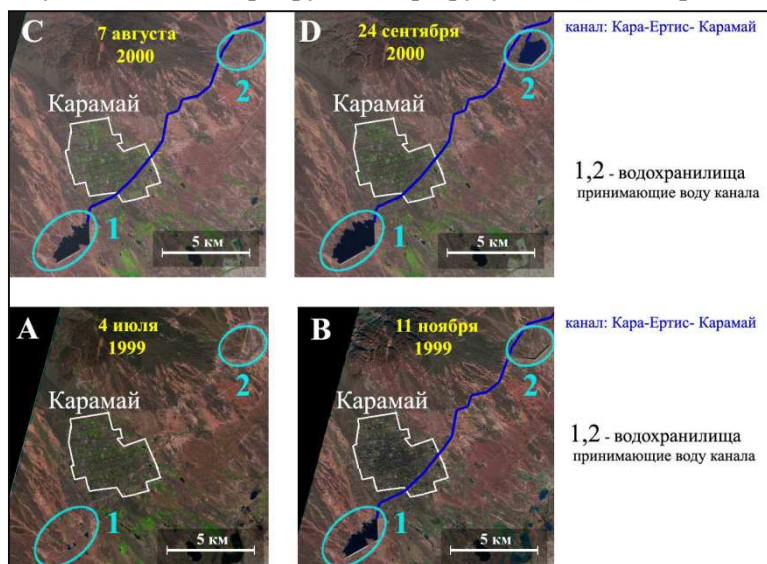 C
7 августа
2000
2
Карамай
1
5 км
D
24 сентября
2000
2
Карамай
1
5 км
канал: Кара-Ертис- Карамай
1,2 - водохранилища
принимающие воду канала
A
4 июля
1999
2
Карамай
1
5 км
B
11 ноября
1999
2
Карамай
1
5 км
канал: Кара-Ертис- Карамай
1,2 - водохранилища
принимающие воду канала